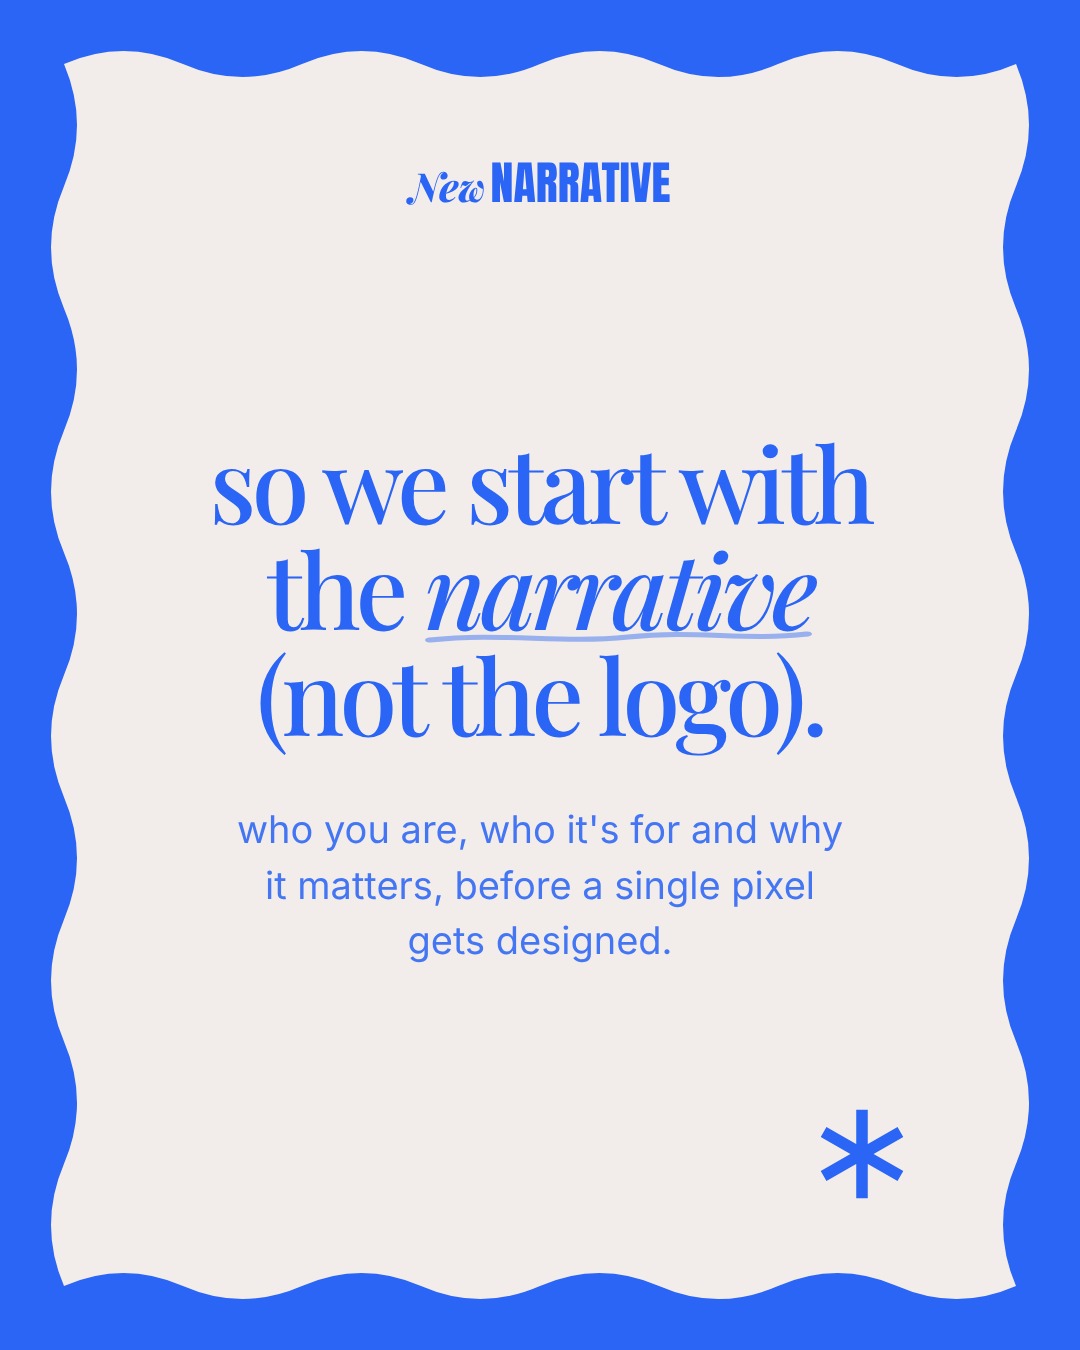 New NARRATIVE
so we start with
the narrative
(not the logo).
who you are, who it's for and why
it matters, before a single pixel
gets designed.